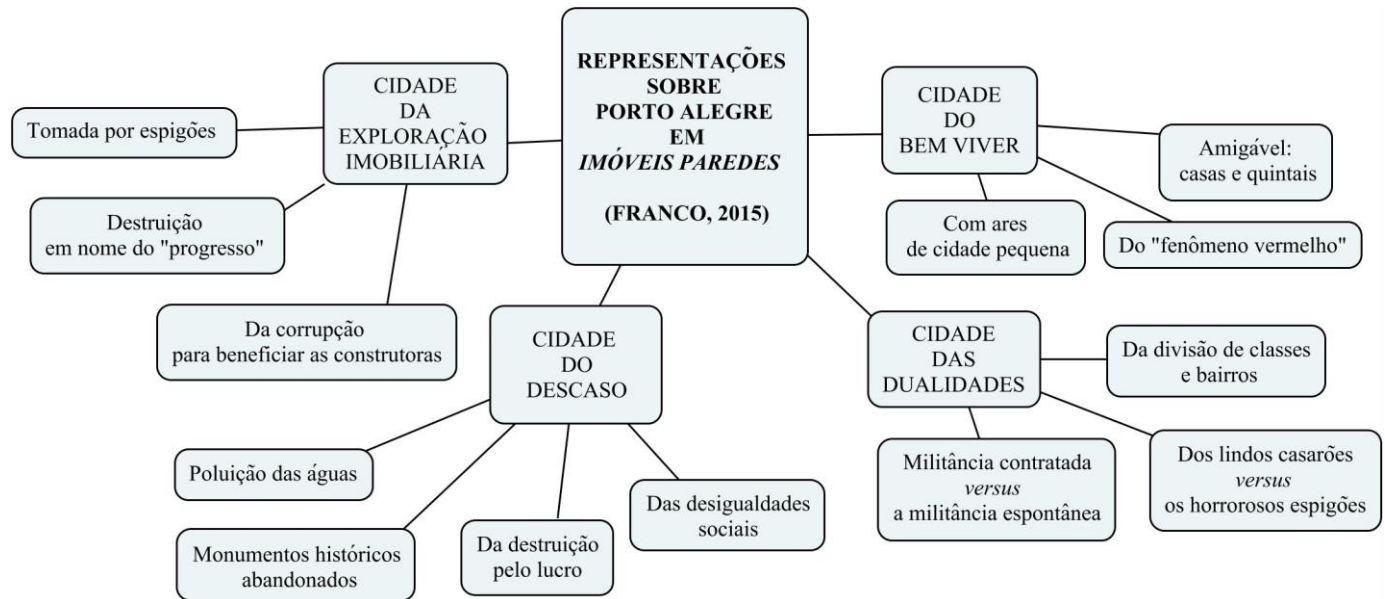 REPRESENTAÇÕES
SOBRE
PORTO ALEGRE
EM
IMÓVEIS PAREDES
(FRANCO, 2015)
CIDADE
DA
EXPLORAÇÃO
IMOBILIÁRIA
Tomada por espigões
Destruição
em nome do "progresso"
Da corrupção
para beneficiar as construtoras
CIDADE
DO
BEM VIVER
Amigável:
casas e quintais
Com ares
de cidade pequena
Do "fenômeno vermelho"
CIDADE
DO
DESCASO
Poluição das águas
Monumentos históricos
abandonados
Da destruição
pelo lucro
Das desigualdades
sociais
CIDADE
DAS
DUALIDADES
Da divisão de classes
e bairros
Militância contratada
versus
a militância espontânea
Dos lindos casarões
versus
os horrorosos espigões